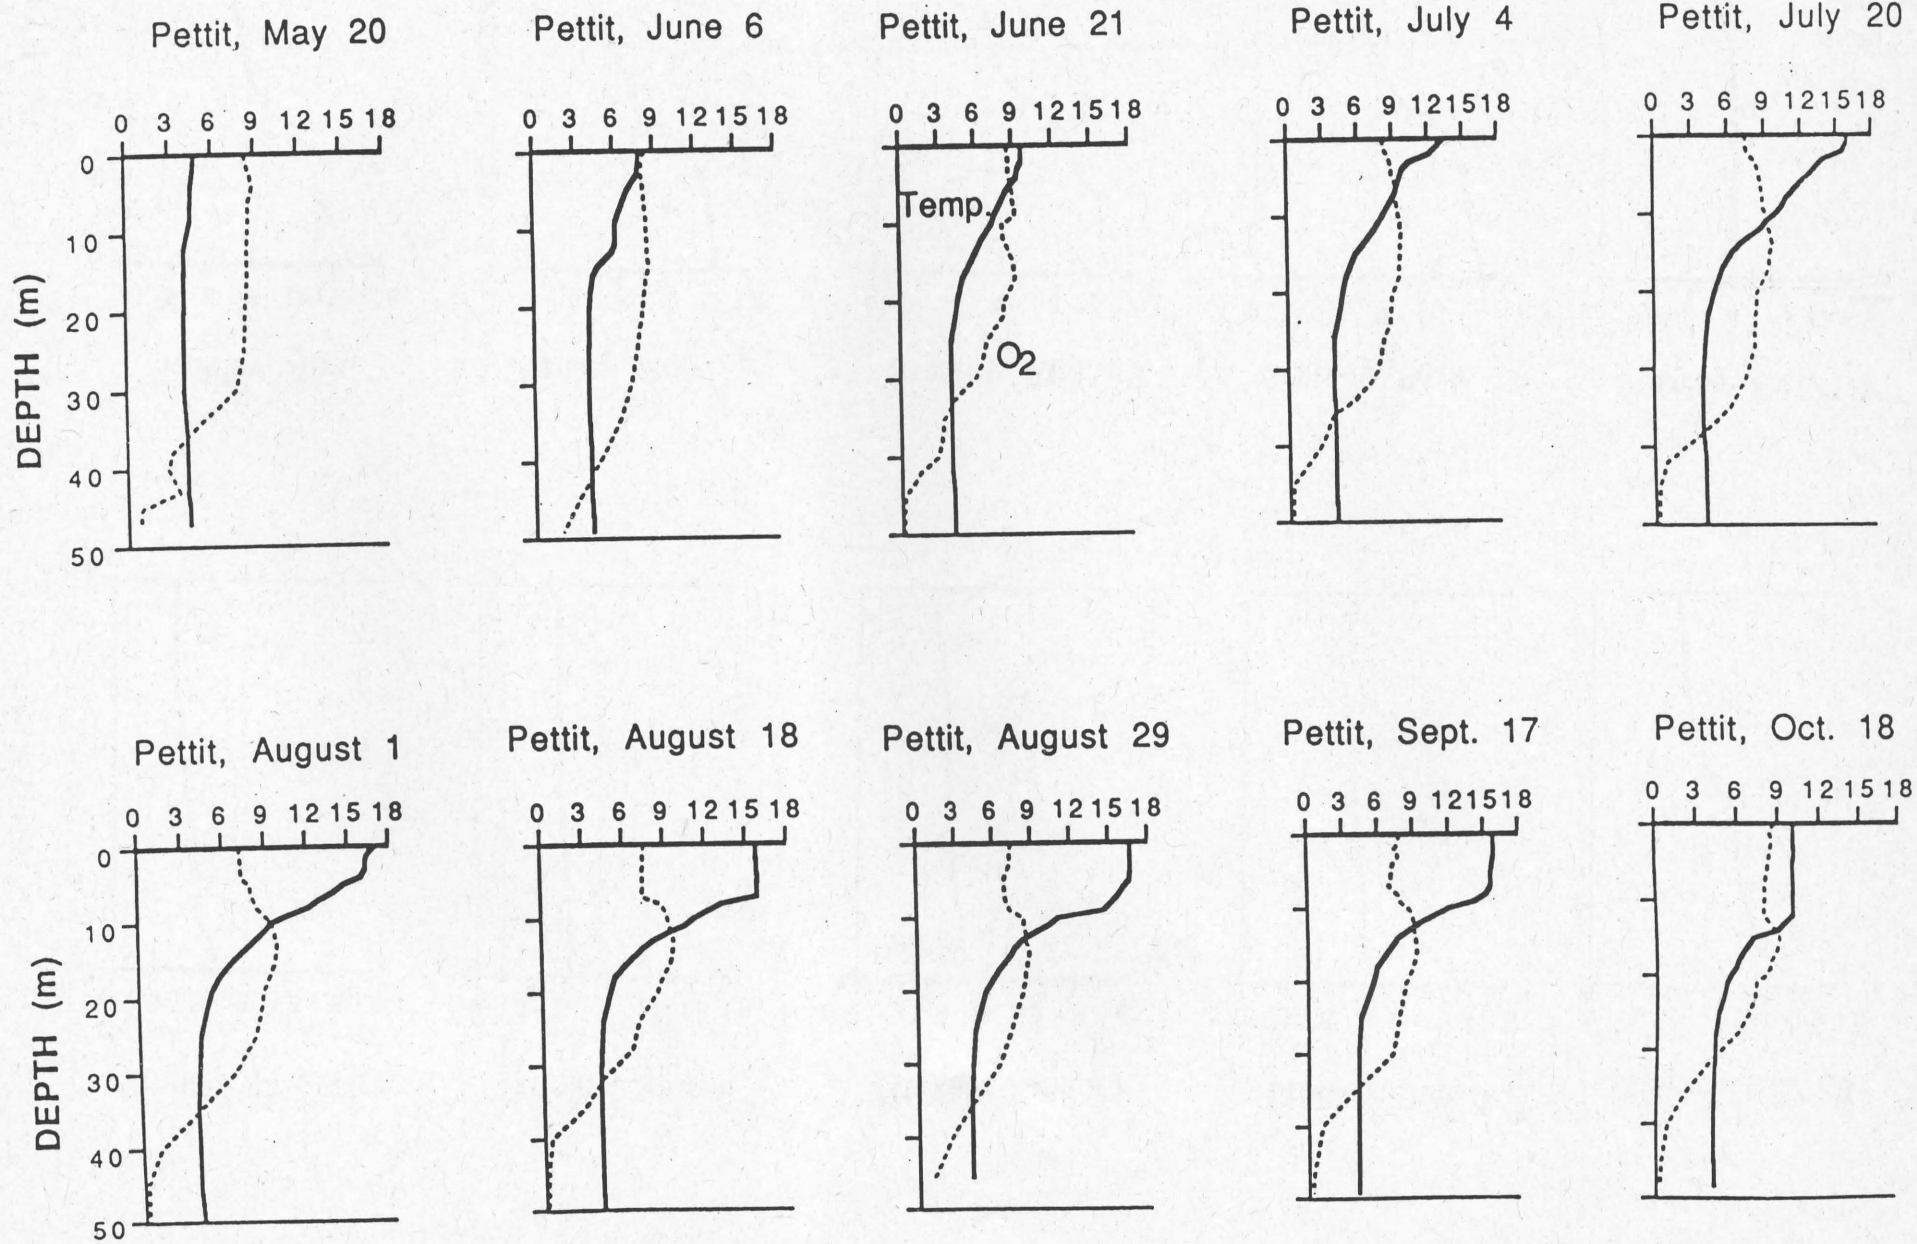 Pettit, May 20
Pettit, June 6
Pettit, June 21
Pettit, July 4
Pettit, July 20
0 3 6 9 12 15 18
0 3 6 9 12 15 18
0 3 6 9 12 15 18
0 3 6 9 12 15 18
0 3 6 9 12 15 18
0
10
20
30
40
50
DEPTH (m)
Temp.
O2
Pettit, August 1
Pettit, August 18
Pettit, August 29
Pettit, Sept. 17
Pettit, Oct. 18
0 3 6 9 12 15 18
0 3 6 9 12 15 18
0 3 6 9 12 15 18
0 3 6 9 12 15 18
0 3 6 9 12 15 18
0
10
20
30
40
50
DEPTH (m)